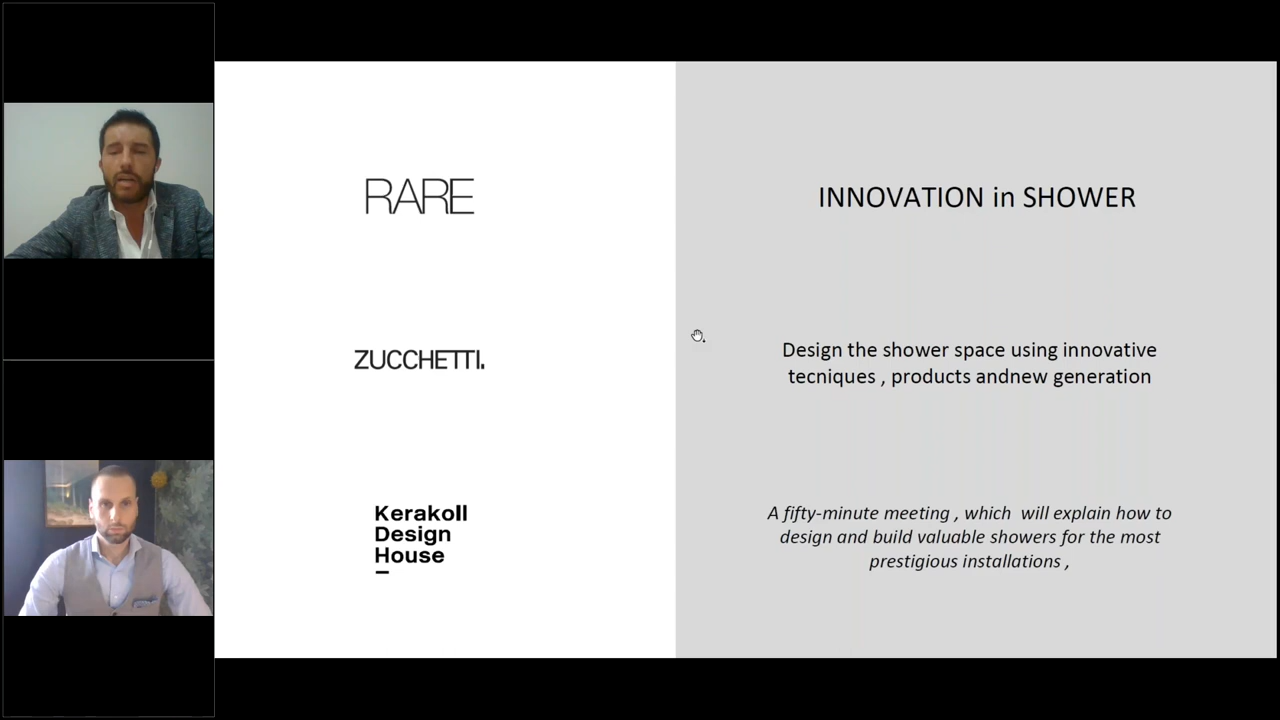 RARE
INNOVATION in SHOWER
ZUCCHETTI.
Design the shower space using innovative
tecniques , products andnew generation
Kerakoll
Design
House
A fifty-minute meeting , which  will explain how to
design and build valuable showers for the most
prestigious installations ,